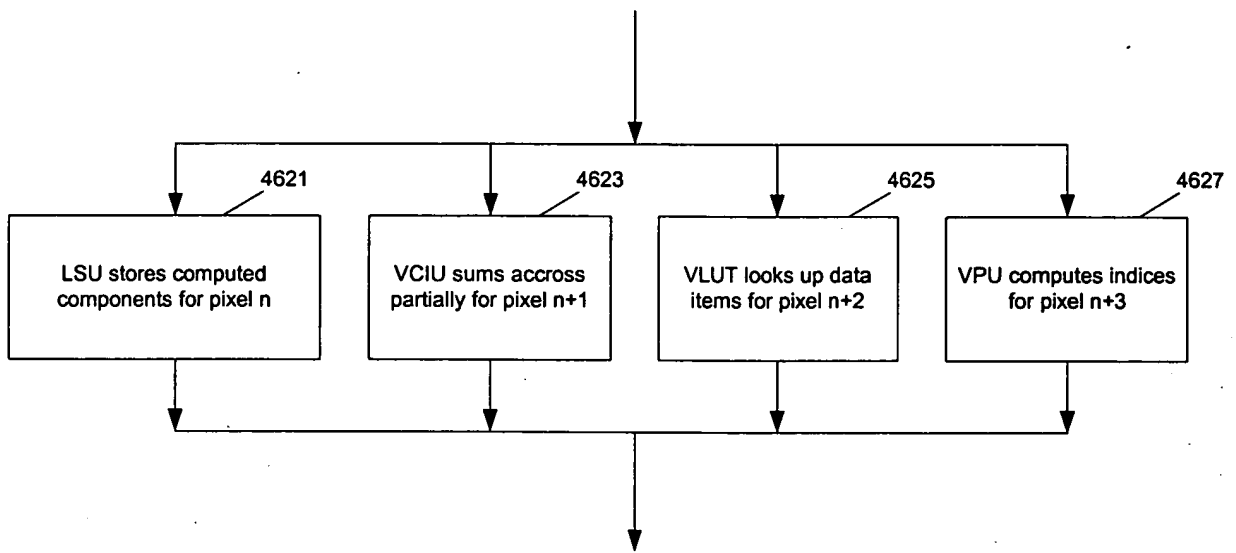 4621
4623
4625
4627
LSU stores computed
components for pixel n
VCIU sums accross
partially for pixel n+1
VLUT looks up data
items for pixel n+2
VPU computes indices
for pixel n+3